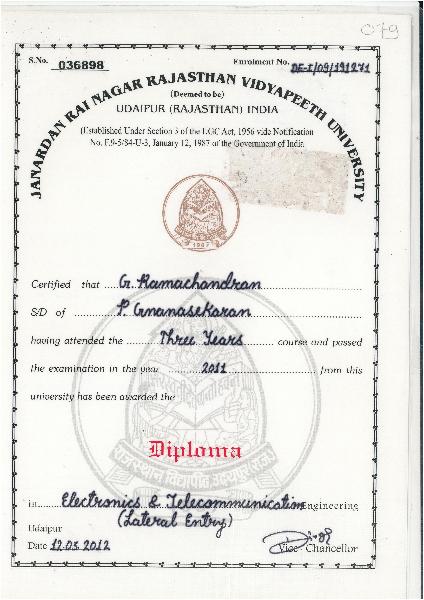 079
S.No. 036898 Enrolment No. DE-I/09/191271
JANARDAN RAI NAGAR RAJASTHAN VIDYAPEETH UNIVERSITY
(Deemed to be)
UDAIPUR (RAJASTHAN) INDIA
(Established Under Section 3 of the UGC Act, 1956 vide Notification
No. F.9-5/84-U-3, January 12, 1987 of the Government of India
1987
Certified that G. Ramachandran
S/D of P. Gnanasekaran
having attended the Three Years course and passed
the examination in the year 2011 from this
university has been awarded the
Diploma
in Electronics & Telecommunication Engineering
(Lateral Entry)
Udaipur
Date 12.03.2012 Vice Chancellor